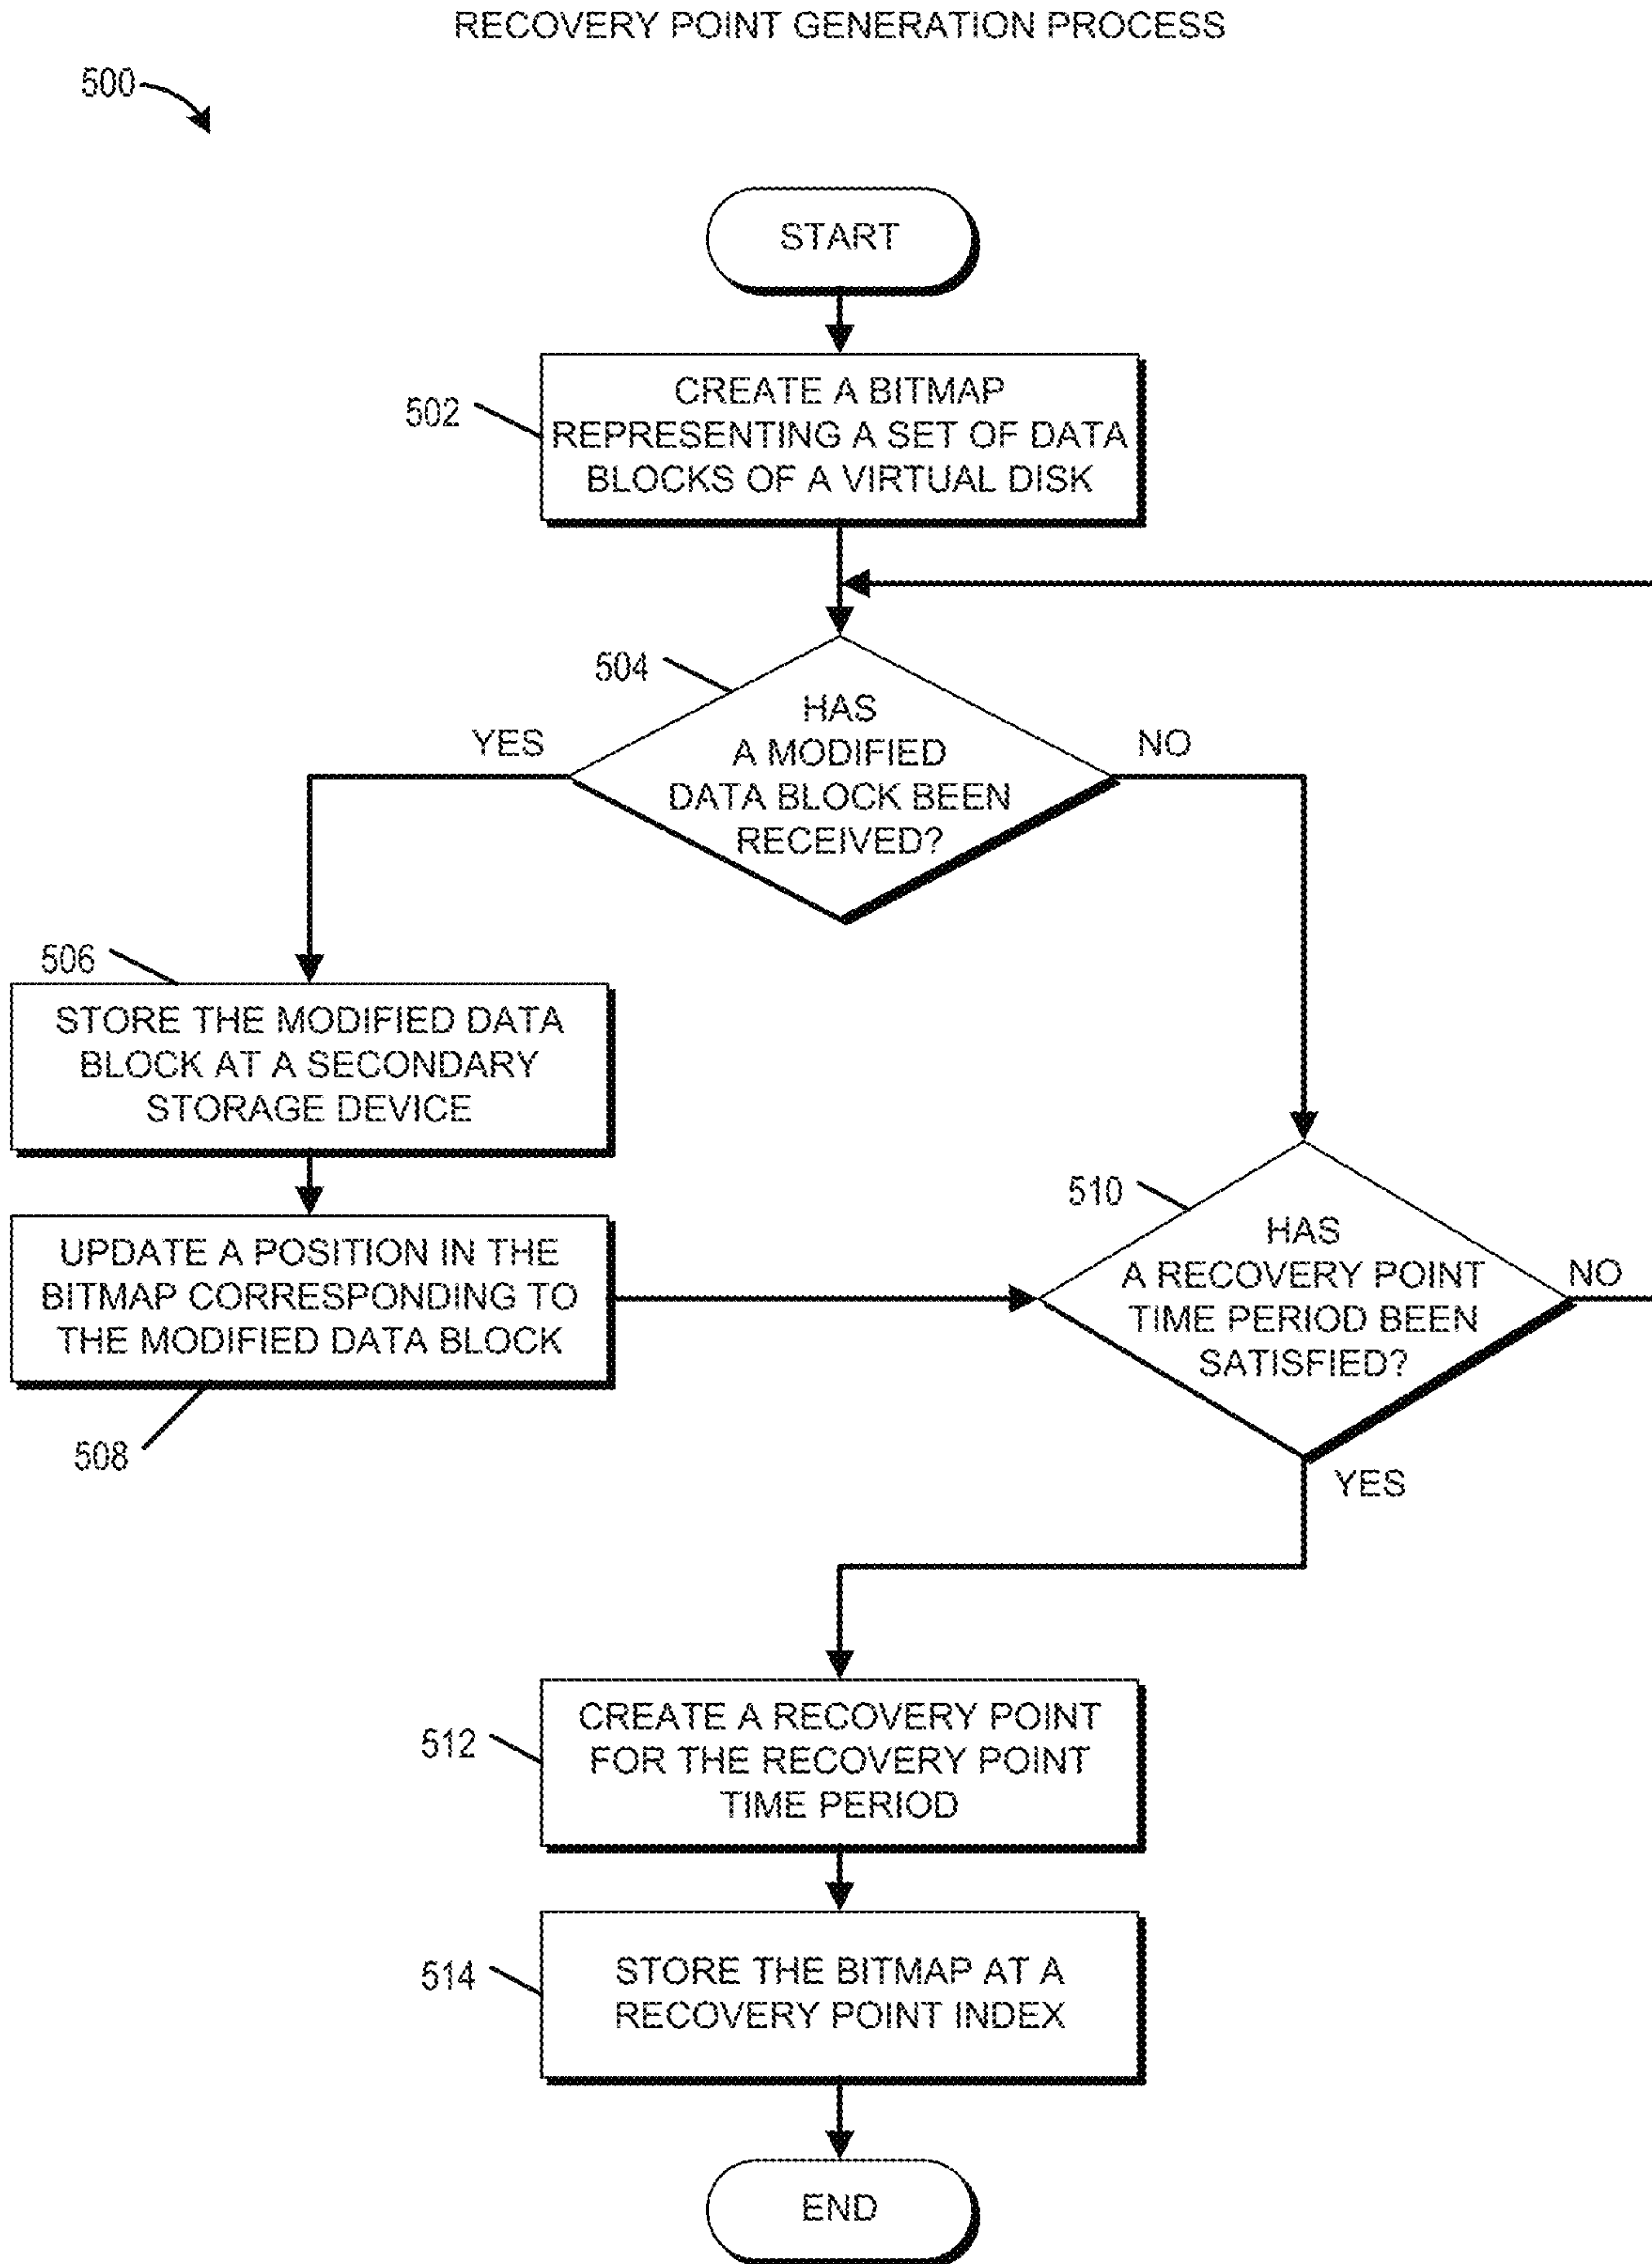 RECOVERY POINT GENERATION PROCESS
500
START
502
CREATE A BITMAP
REPRESENTING A SET OF DATA
BLOCKS OF A VIRTUAL DISK
504
HAS
A MODIFIED
DATA BLOCK BEEN
RECEIVED?
YES
NO
506
STORE THE MODIFIED DATA
BLOCK AT A SECONDARY
STORAGE DEVICE
508
UPDATE A POSITION IN THE
BITMAP CORRESPONDING TO
THE MODIFIED DATA BLOCK
510
HAS
A RECOVERY POINT
TIME PERIOD BEEN
SATISFIED?
NO
YES
512
CREATE A RECOVERY POINT
FOR THE RECOVERY POINT
TIME PERIOD
514
STORE THE BITMAP AT A
RECOVERY POINT INDEX
END